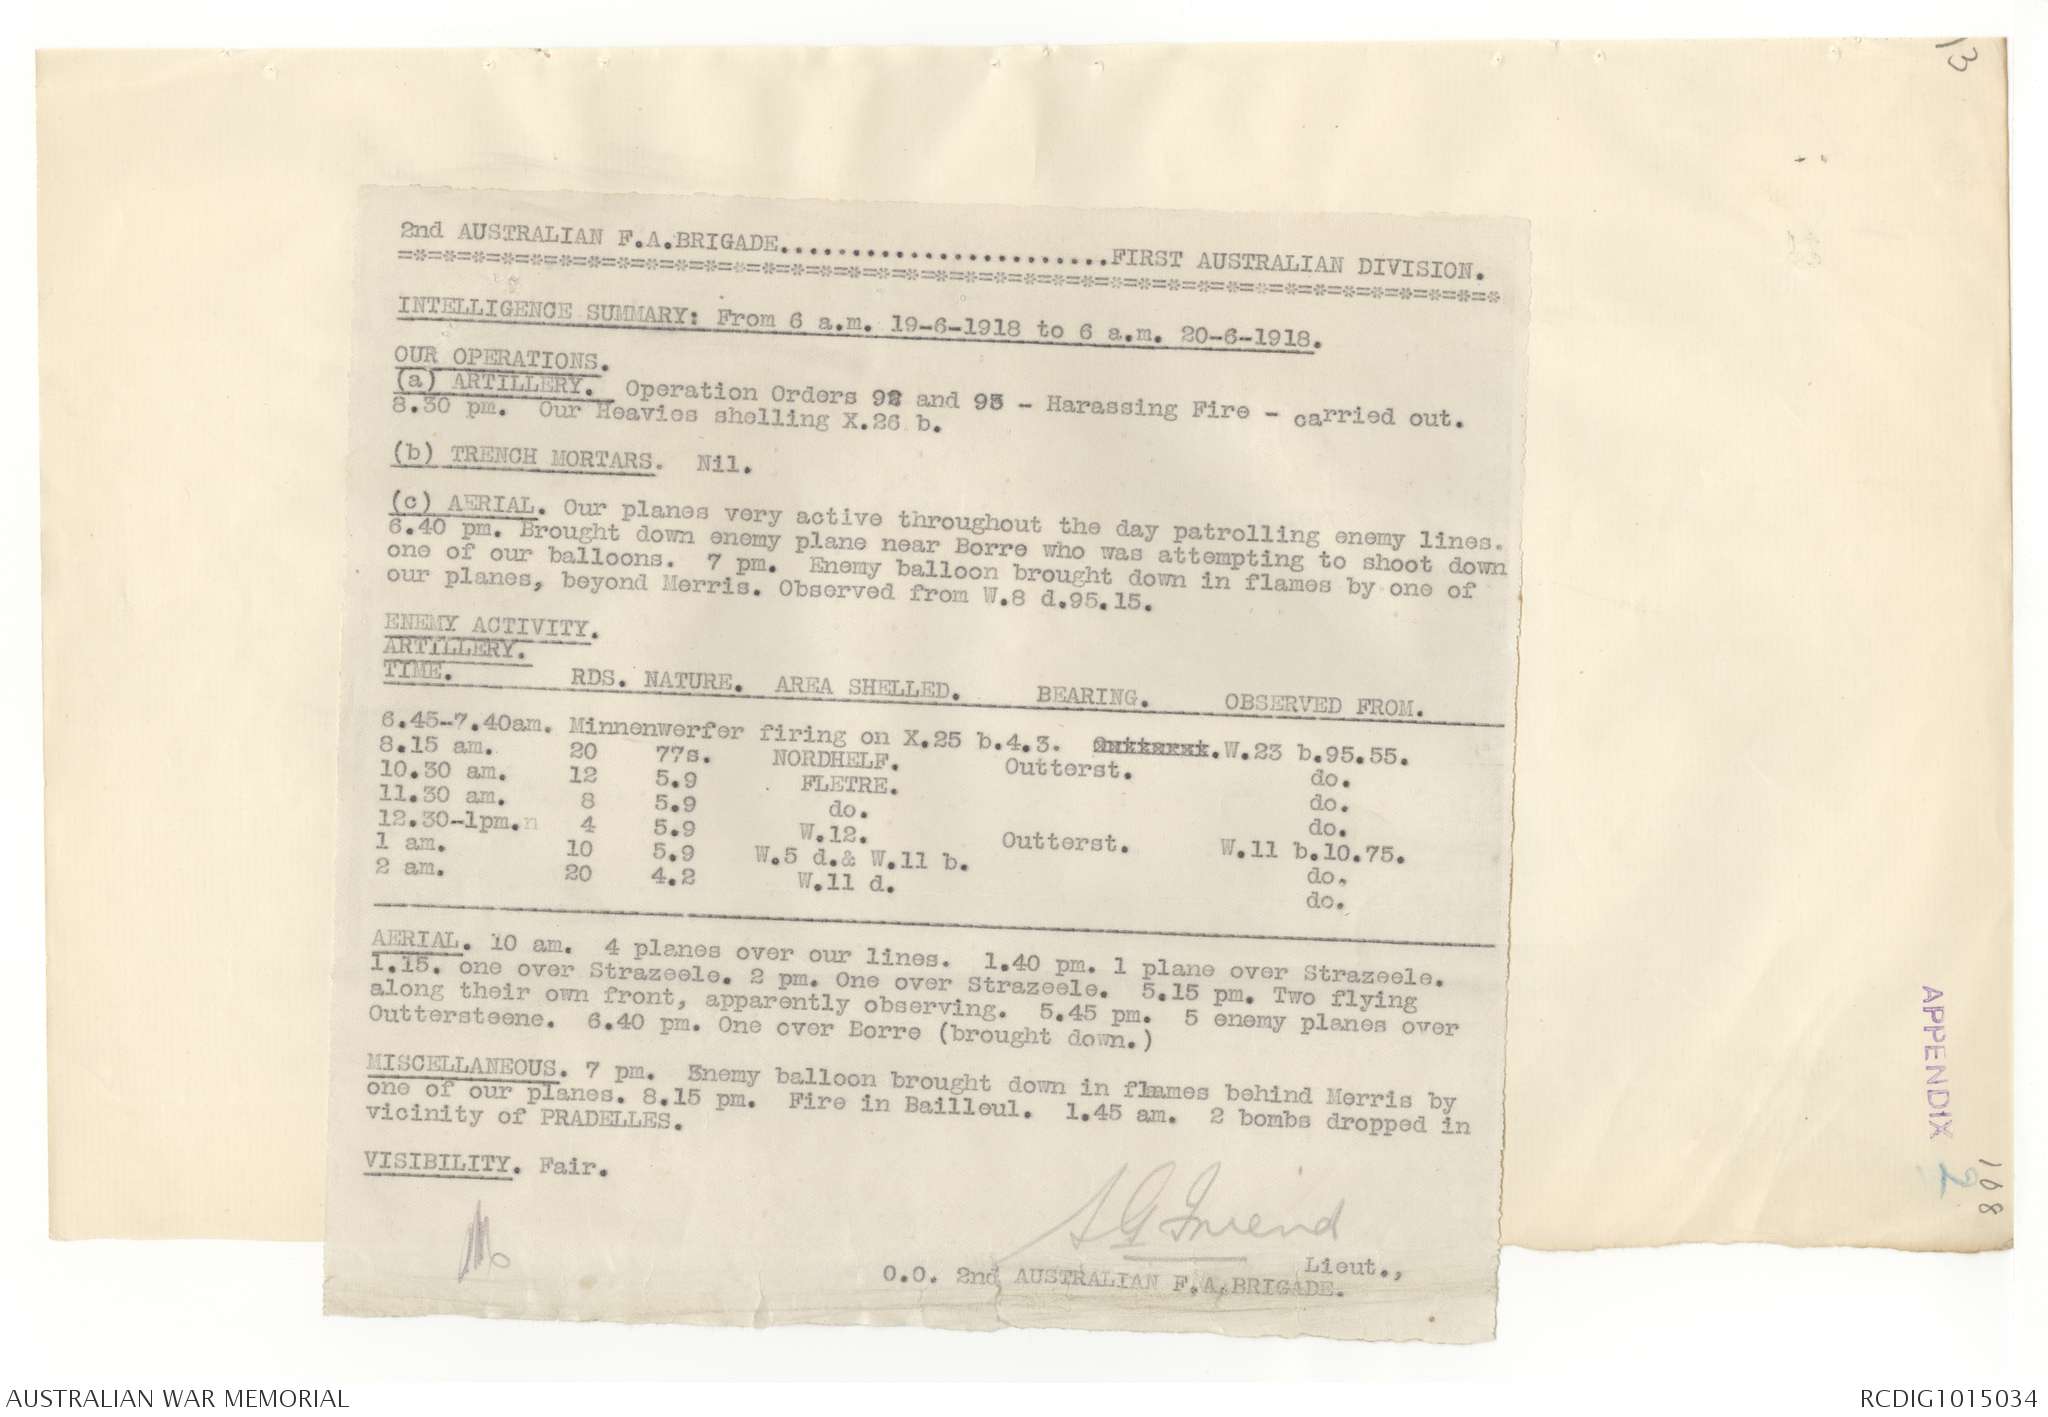 13
2nd AUSTRALIAN F.A.BRIGADE.......................FIRST AUSTRALIAN DIVISION.
=*=*=*=*=*=*=*=*=*=*=*=*=*=*=*=*=*=*=*=*=*=*=*=*=*=*=*=*=*=*=*=*=*=*=*=*=*=*
INTELLIGENCE SUMMARY: From 6 a.m. 19-6-1918 to 6 a.m. 20-6-1918.
OUR OPERATIONS.
(a) ARTILLERY. Operation Orders 92 and 93 - Harassing Fire - carried out.
8.30 pm. Our Heavies shelling X.26 b.
(b) TRENCH MORTARS. Nil.
(c) AERIAL. Our planes very active throughout the day patrolling enemy lines.
6.40 pm. Brought down enemy plane near Borre who was attempting to shoot down
one of our balloons. 7 pm. Enemy balloon brought down in flames by one of
our planes, beyond Merris. Observed from W.8 d.95.15.
ENEMY ACTIVITY.
ARTILLERY.
TIME. RDS. NATURE. AREA SHELLED. BEARING. OBSERVED FROM.
6.45-7.40am. Minnenwerfer firing on X.25 b.4.3. W.23 b.95.55.
8.15 am. 20 77s. NORDHELF. Outterst. do.
10.30 am. 12 5.9 FLETRE. do.
11.30 am. 8 5.9 do. do.
12.30-1pm.n 4 5.9 W.12. Outterst. W.11 b.10.75.
1 am. 10 5.9 W.5 d.& W.11 b. do.
2 am. 20 4.2 W.11 d. do.
AERIAL. 10 am. 4 planes over our lines. 1.40 pm. 1 plane over Strazeele.
1.15. one over Strazeele. 2 pm. One over Strazeele. 5.15 pm. Two flying
along their own front, apparently observing. 5.45 pm. 5 enemy planes over
Outtersteene. 6.40 pm. One over Borre (brought down.)
MISCELLANEOUS. 7 pm. Enemy balloon brought down in flames behind Merris by
one of our planes. 8.15 pm. Fire in Bailleul. 1.45 am. 2 bombs dropped in
vicinity of PRADELLES.
VISIBILITY. Fair.
S G Friend
Lieut.,
O.O. 2nd AUSTRALIAN F.A.BRIGADE.
APPENDIX 2
168
AUSTRALIAN WAR MEMORIAL
RCDIG1015034